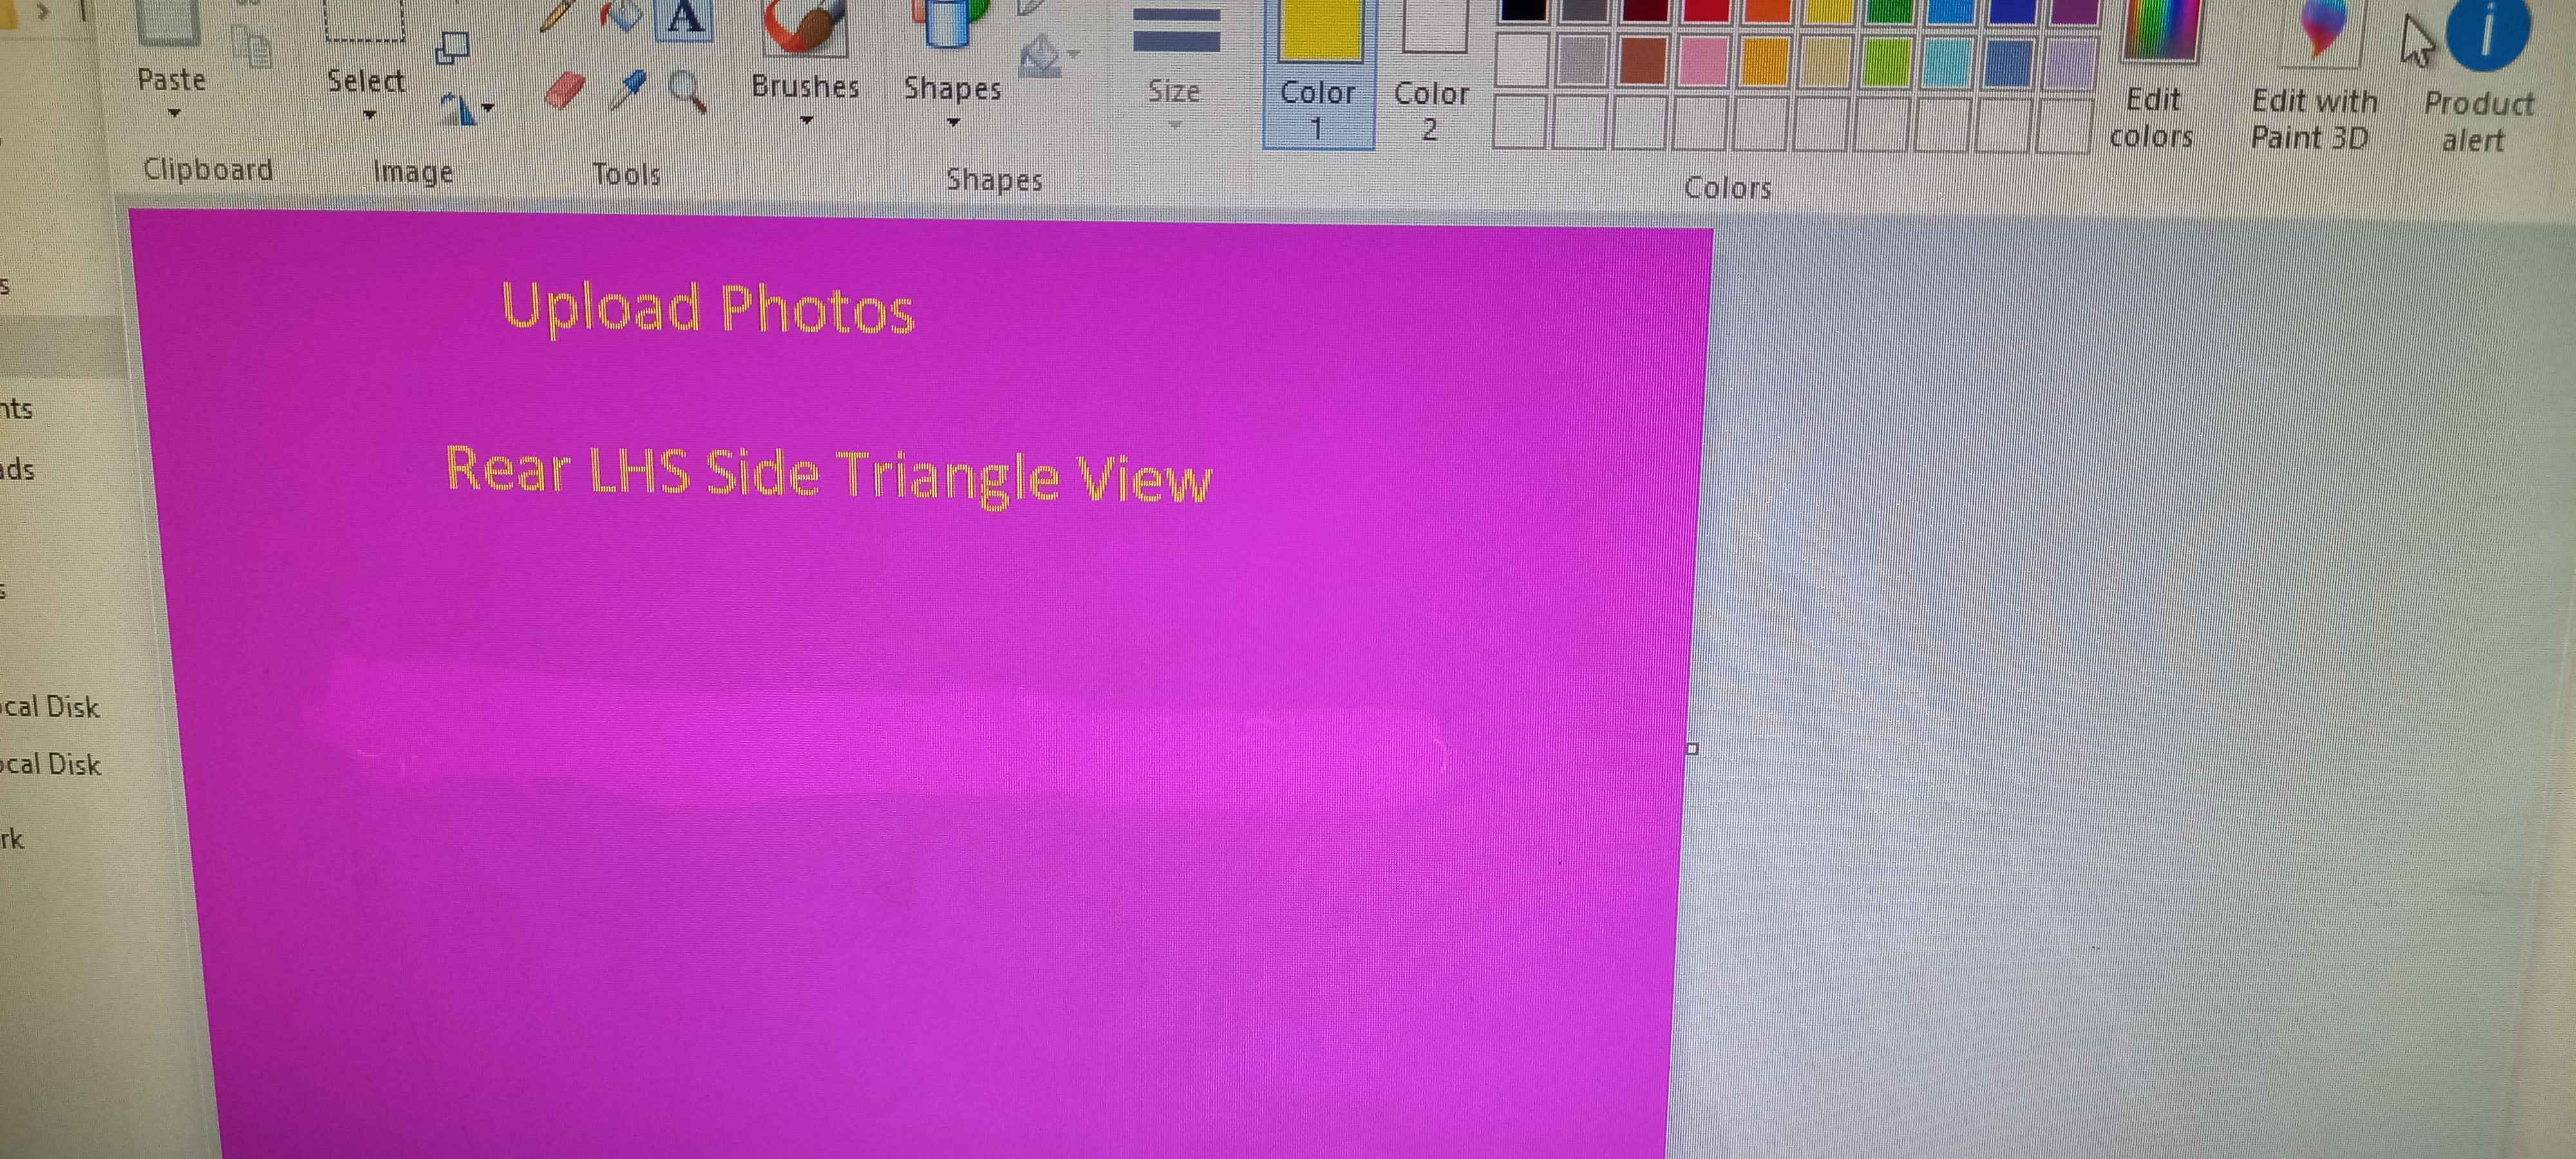 Paste
Select
Brushes
Shapes
Size
Color
1
Color
2
Edit
colors
Edit with
Paint 3D
Product
alert
Clipboard
Image
Tools
Shapes
Colors
Upload Photos
Rear LHS Side Triangle View
cal Disk
cal Disk
rk
nts
ds
s
s